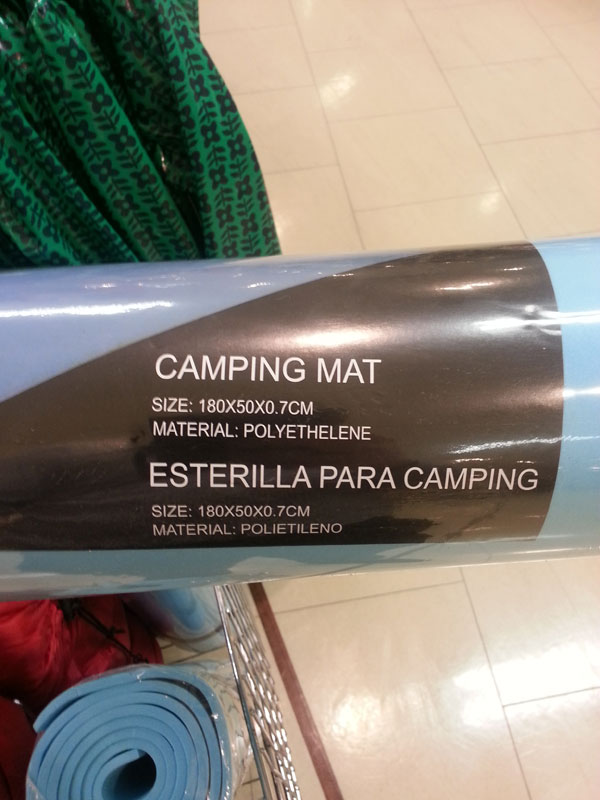 CAMPING MAT
SIZE: 180X50X0.7CM
MATERIAL: POLYETHELENE
ESTERILLA PARA CAMPING
SIZE: 180X50X0.7CM
MATERIAL: POLIETILENO